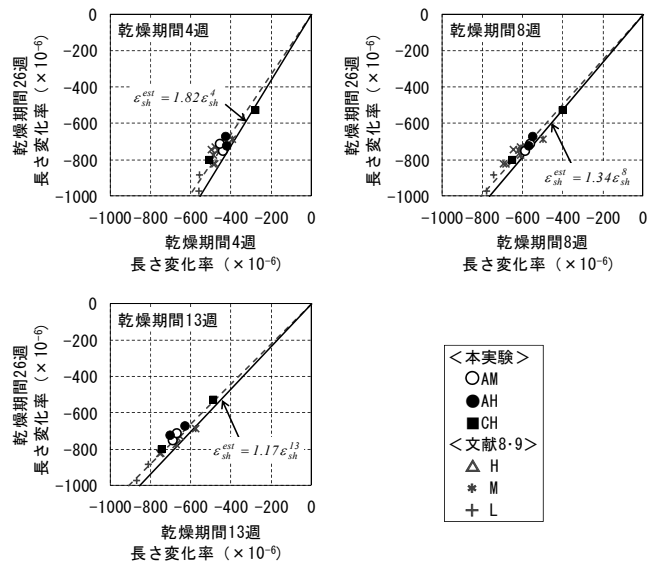 乾燥期間4週
0
-200
-400
-600
-800
-1000
乾燥期間26週
長さ変化率（×10⁻⁶）
ε_sh^est=1.82ε_sh^4
-1000 -800 -600 -400 -200 0
乾燥期間4週
長さ変化率（×10⁻⁶）
乾燥期間8週
0
-200
-400
-600
-800
-1000
乾燥期間26週
長さ変化率（×10⁻⁶）
ε_sh^est=1.34ε_sh^8
-1000 -800 -600 -400 -200 0
乾燥期間8週
長さ変化率（×10⁻⁶）
乾燥期間13週
0
-200
-400
-600
-800
-1000
乾燥期間26週
長さ変化率（×10⁻⁶）
ε_sh^est=1.17ε_sh^13
-1000 -800 -600 -400 -200 0
乾燥期間13週
長さ変化率（×10⁻⁶）
＜本実験＞
AM
AH
CH
＜文献8・9＞
H
M
L